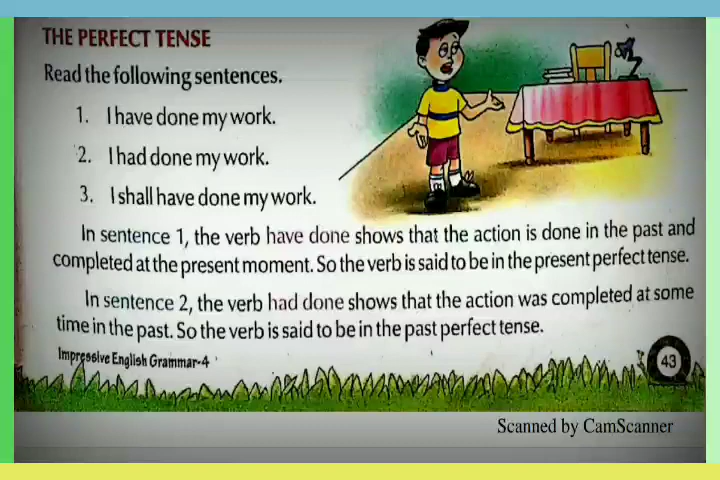 THE PERFECT TENSE
Read the following sentences.
1. I have done my work.
2. I had done my work.
3. I shall have done my work.
In sentence 1, the verb have done shows that the action is done in the past and
completed at the present moment. So the verb is said to be in the present perfect tense.
In sentence 2, the verb had done shows that the action was completed at some
time in the past. So the verb is said to be in the past perfect tense.
Impressive English Grammar-4
43
Scanned by CamScanner